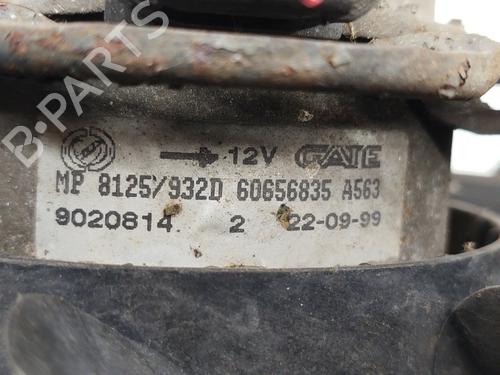 B-PARTS
12V GATE
MP 8125/932D 60656835 A563
9020814. 2 22-09-99